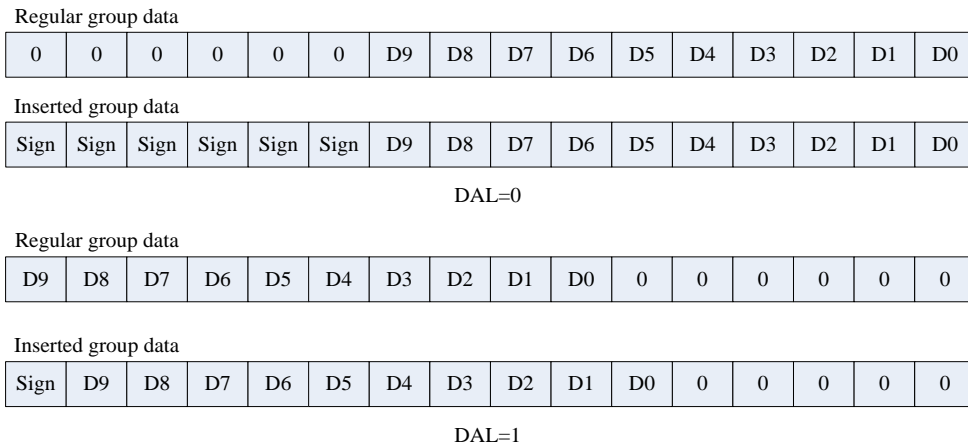 Regular group data
0 0 0 0 0 0 D9 D8 D7 D6 D5 D4 D3 D2 D1 D0
Inserted group data
Sign Sign Sign Sign Sign Sign D9 D8 D7 D6 D5 D4 D3 D2 D1 D0
DAL=0
Regular group data
D9 D8 D7 D6 D5 D4 D3 D2 D1 D0 0 0 0 0 0 0
Inserted group data
Sign D9 D8 D7 D6 D5 D4 D3 D2 D1 D0 0 0 0 0 0
DAL=1